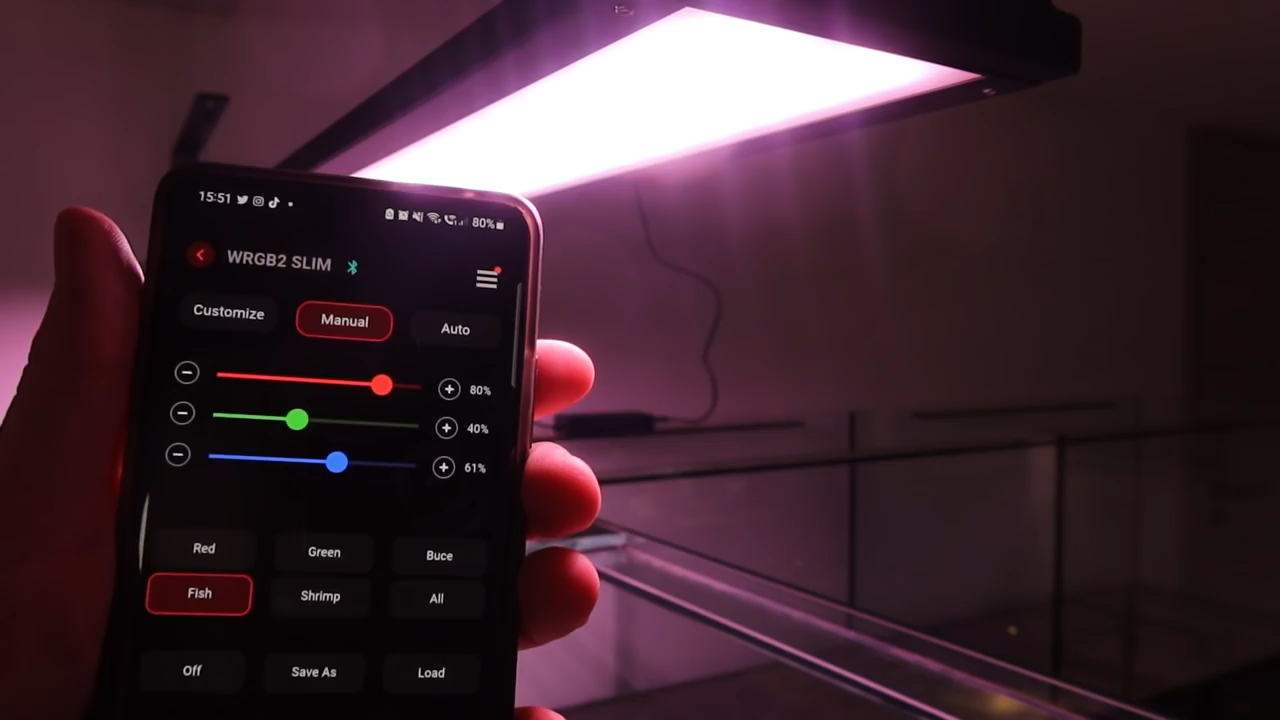 15:51 80%
WRGB2 SLIM
Customize Manual Auto
80%
40%
61%
Red Green Buce
Fish Shrimp All
Off Save As Load